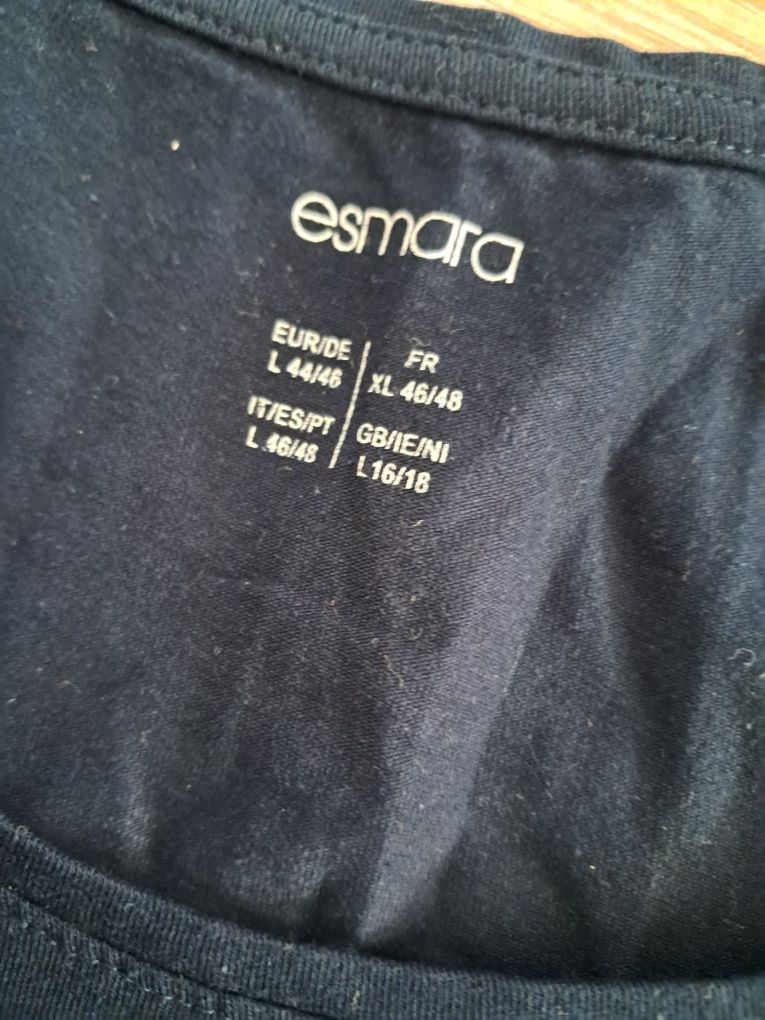 esmara
EUR/DE
L 44/46
FR
XL 46/48
IT/ES/PT
L 46/48
GB/IE/NI
L16/18